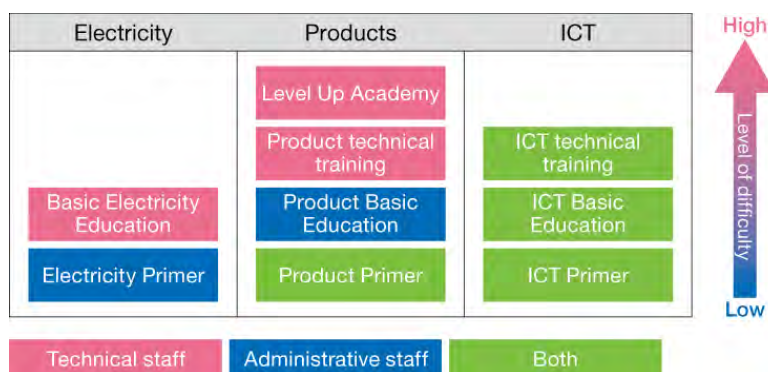 Electricity
Products
ICT
High
Level Up Academy
Product technical
training
ICT technical
training
Basic Electricity
Education
Product Basic
Education
ICT Basic
Education
Electricity Primer
Product Primer
ICT Primer
Level of difficulty
Low
Technical staff
Administrative staff
Both